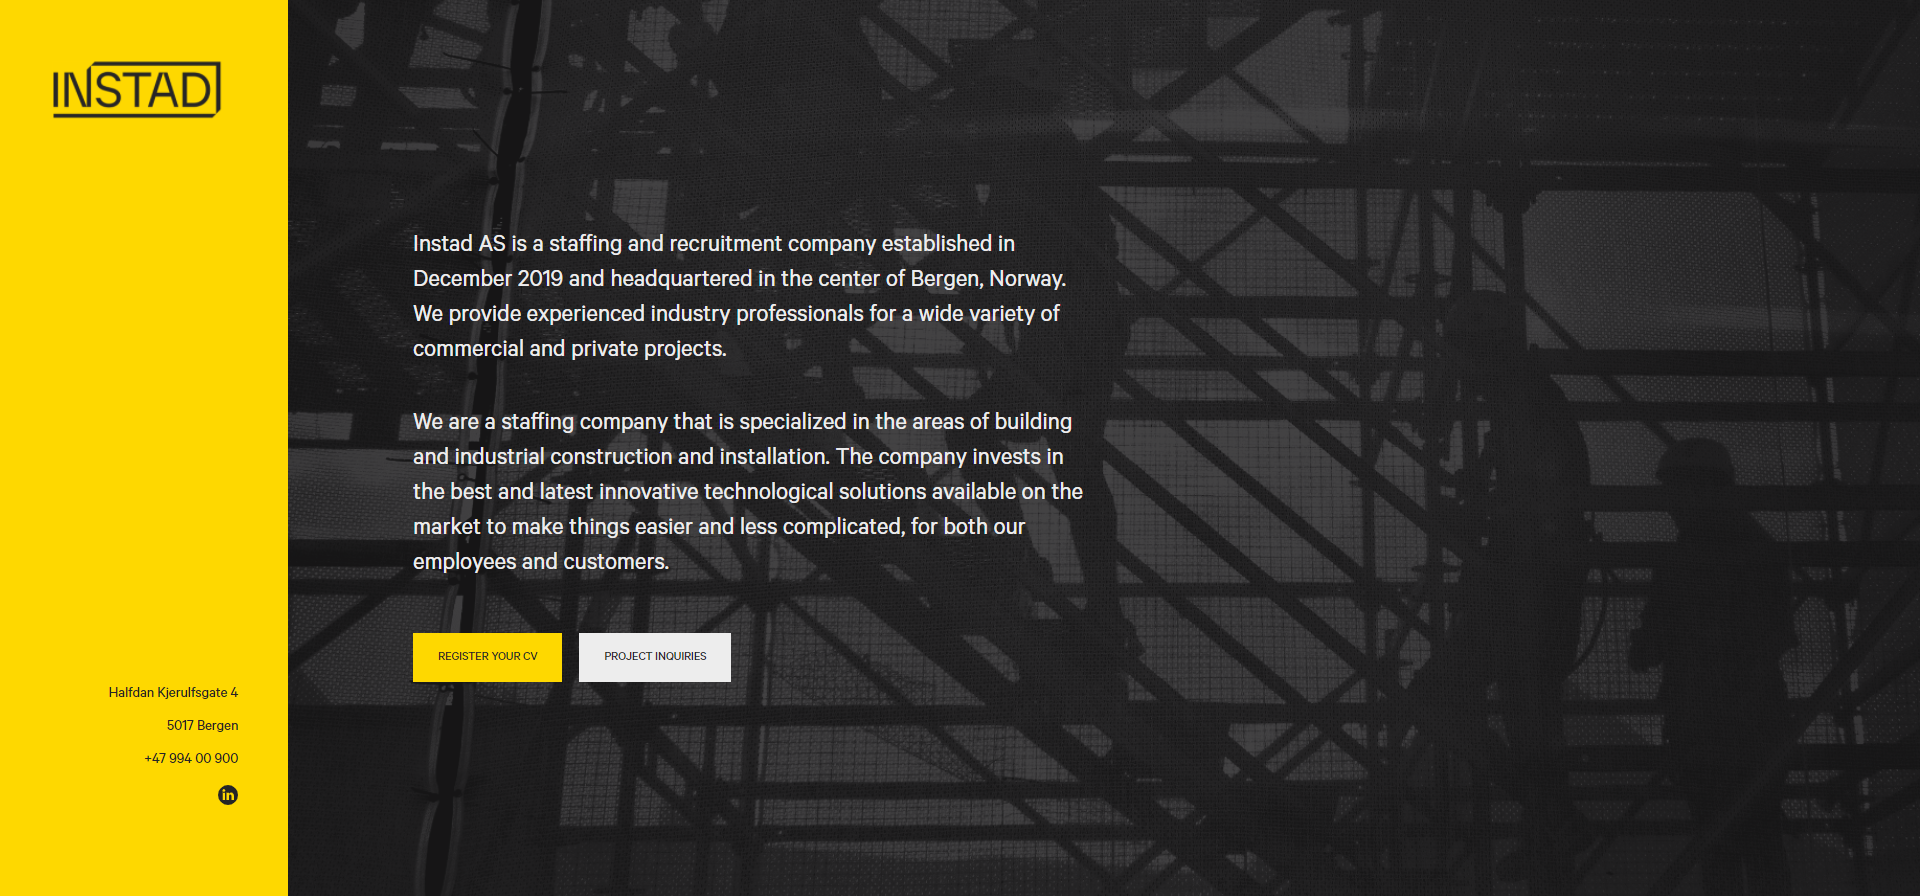 INSTAD
Instad AS is a staffing and recruitment company established in
December 2019 and headquartered in the center of Bergen, Norway.
We provide experienced industry professionals for a wide variety of
commercial and private projects.
We are a staffing company that is specialized in the areas of building
and industrial construction and installation. The company invests in
the best and latest innovative technological solutions available on the
market to make things easier and less complicated, for both our
employees and customers.
REGISTER YOUR CV
PROJECT INQUIRIES
Halfdan Kjerulfsgate 4
5017 Bergen
+47 994 00 900
in